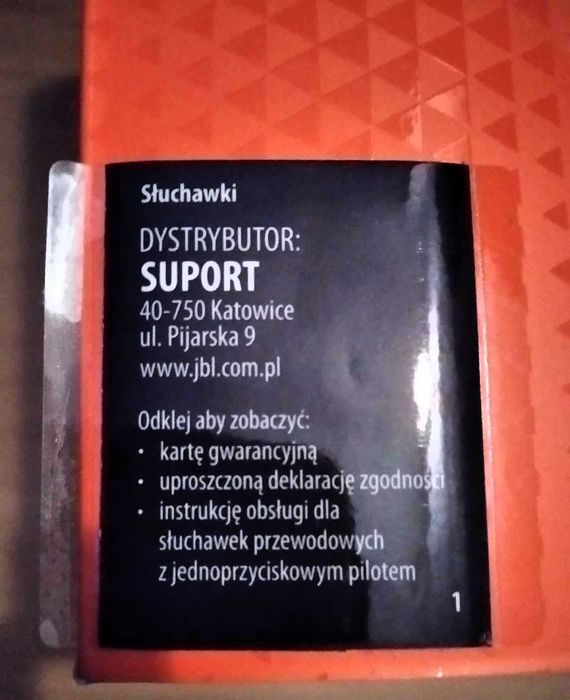 Słuchawki
DYSTRYBUTOR:
SUPORT
40-750 Katowice
ul. Pijarska 9
www.jbl.com.pl
Odklej aby zobaczyć:
• kartę gwarancyjną
• uproszczoną deklarację zgodności
• instrukcję obsługi dla
słuchawek przewodowych
z jednoprzyciskowym pilotem
1